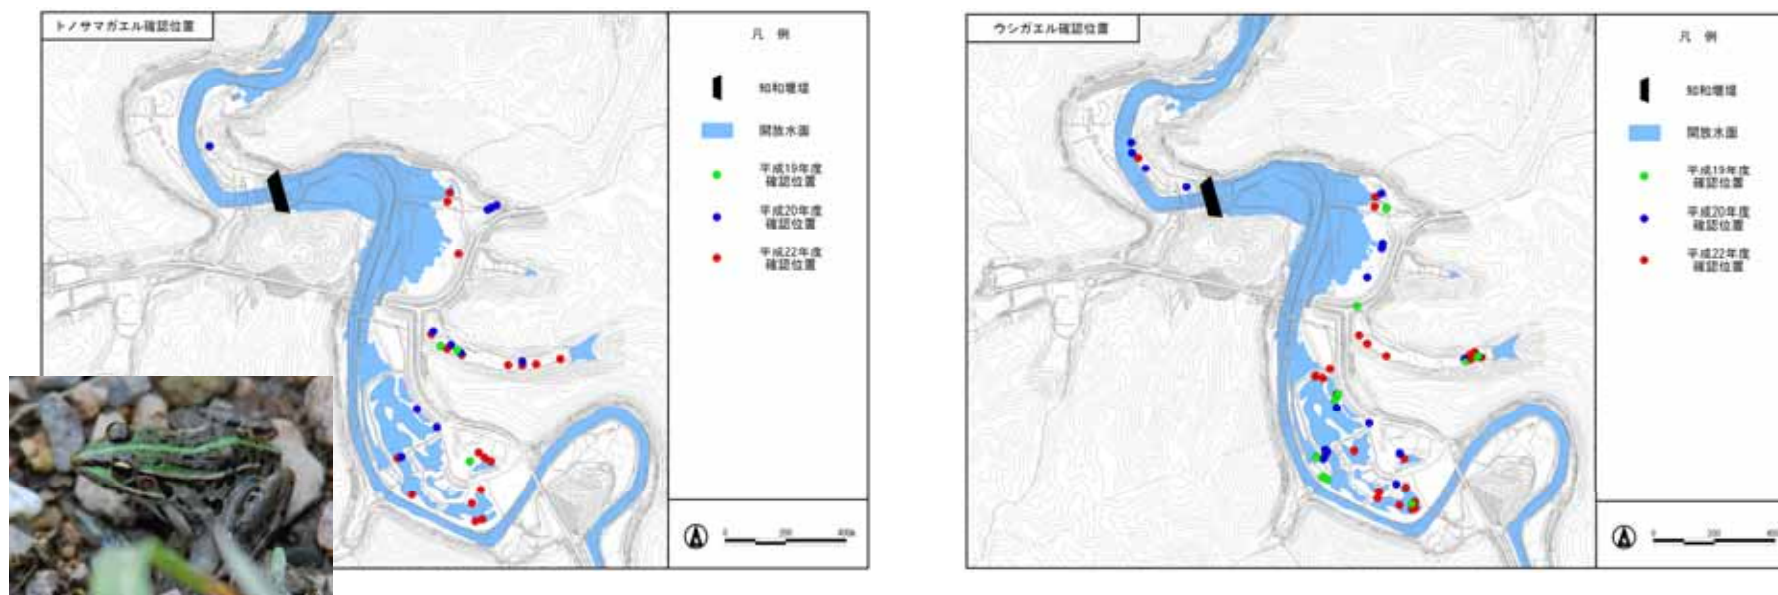 トノサマガエル確認位置
凡 例
知和堰堤
開放水面
平成19年度
確認位置
平成20年度
確認位置
平成22年度
確認位置
0 200 400m
ウシガエル確認位置
凡 例
知和堰堤
開放水面
平成19年度
確認位置
平成20年度
確認位置
平成22年度
確認位置
0 200